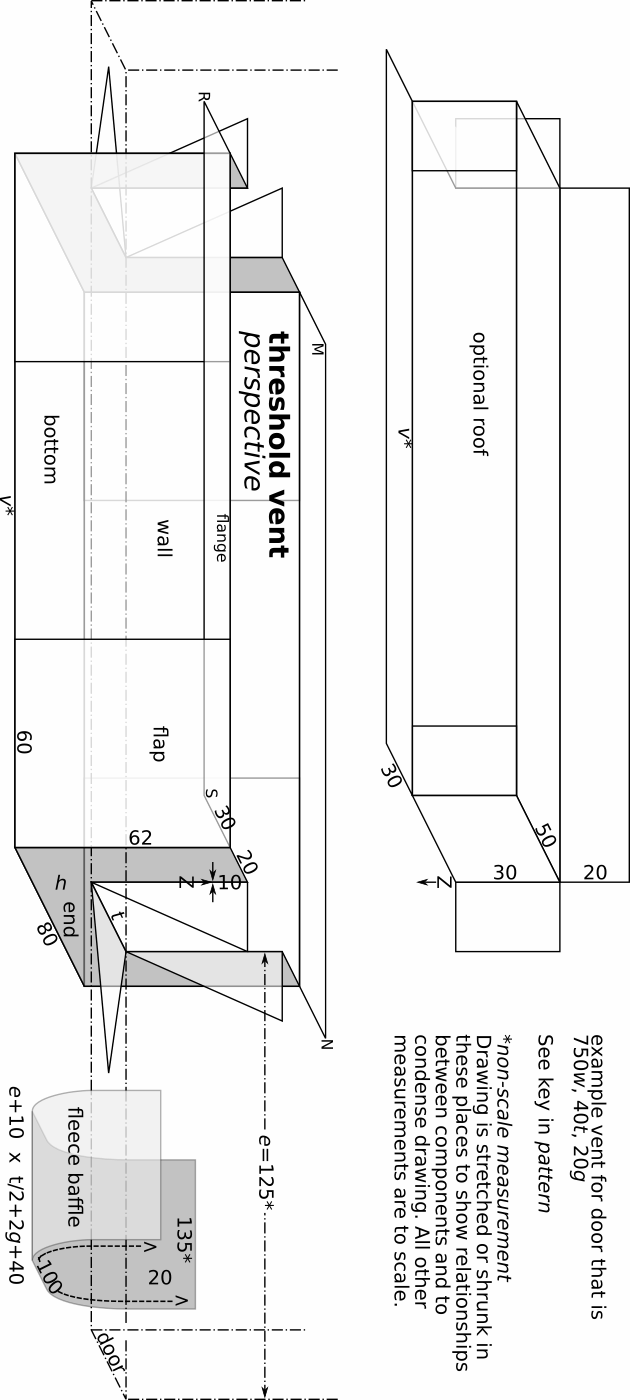 example vent for door that is
750w, 40t, 20g
See key in pattern
*non-scale measurement
Drawing is stretched or shrunk in
these places to show relationships
between components and to
condense drawing. All other
measurements are to scale.
20
30
50
Z
optional roof
30
v*
M
N
threshold vent
perspective
R
flange
wall
flap
bottom
v*
60
S
30
20
10
Z
62
h
end
80
t
e=125*
135*
20
100
fleece baffle
e+10 x t/2+2g+40
door